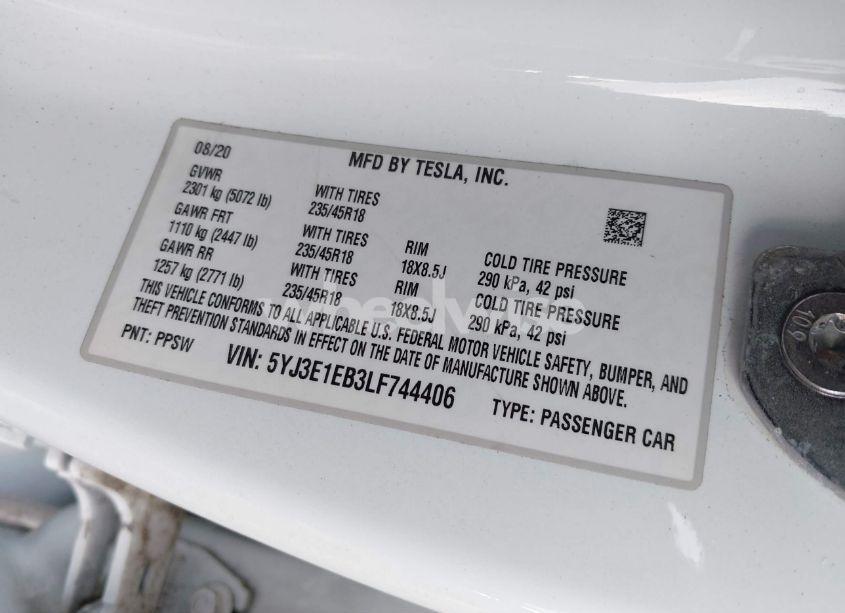 08/20
MFD BY TESLA, INC.
GVWR
2301 kg (5072 lb)
WITH TIRES
235/45R18
GAWR FRT
1110 kg (2447 lb)
WITH TIRES
235/45R18
RIM
18X8.5J
COLD TIRE PRESSURE
290 kPa, 42 psi
GAWR RR
1257 kg (2771 lb)
WITH TIRES
235/45R18
RIM
18X8.5J
COLD TIRE PRESSURE
290 kPa, 42 psi
THIS VEHICLE CONFORMS TO ALL APPLICABLE U.S. FEDERAL MOTOR VEHICLE SAFETY, BUMPER, AND
THEFT PREVENTION STANDARDS IN EFFECT ON THE DATE OF MANUFACTURE SHOWN ABOVE.
PNT: PPSW
VIN: 5YJ3E1EB3LF744406
TYPE: PASSENGER CAR
10.9